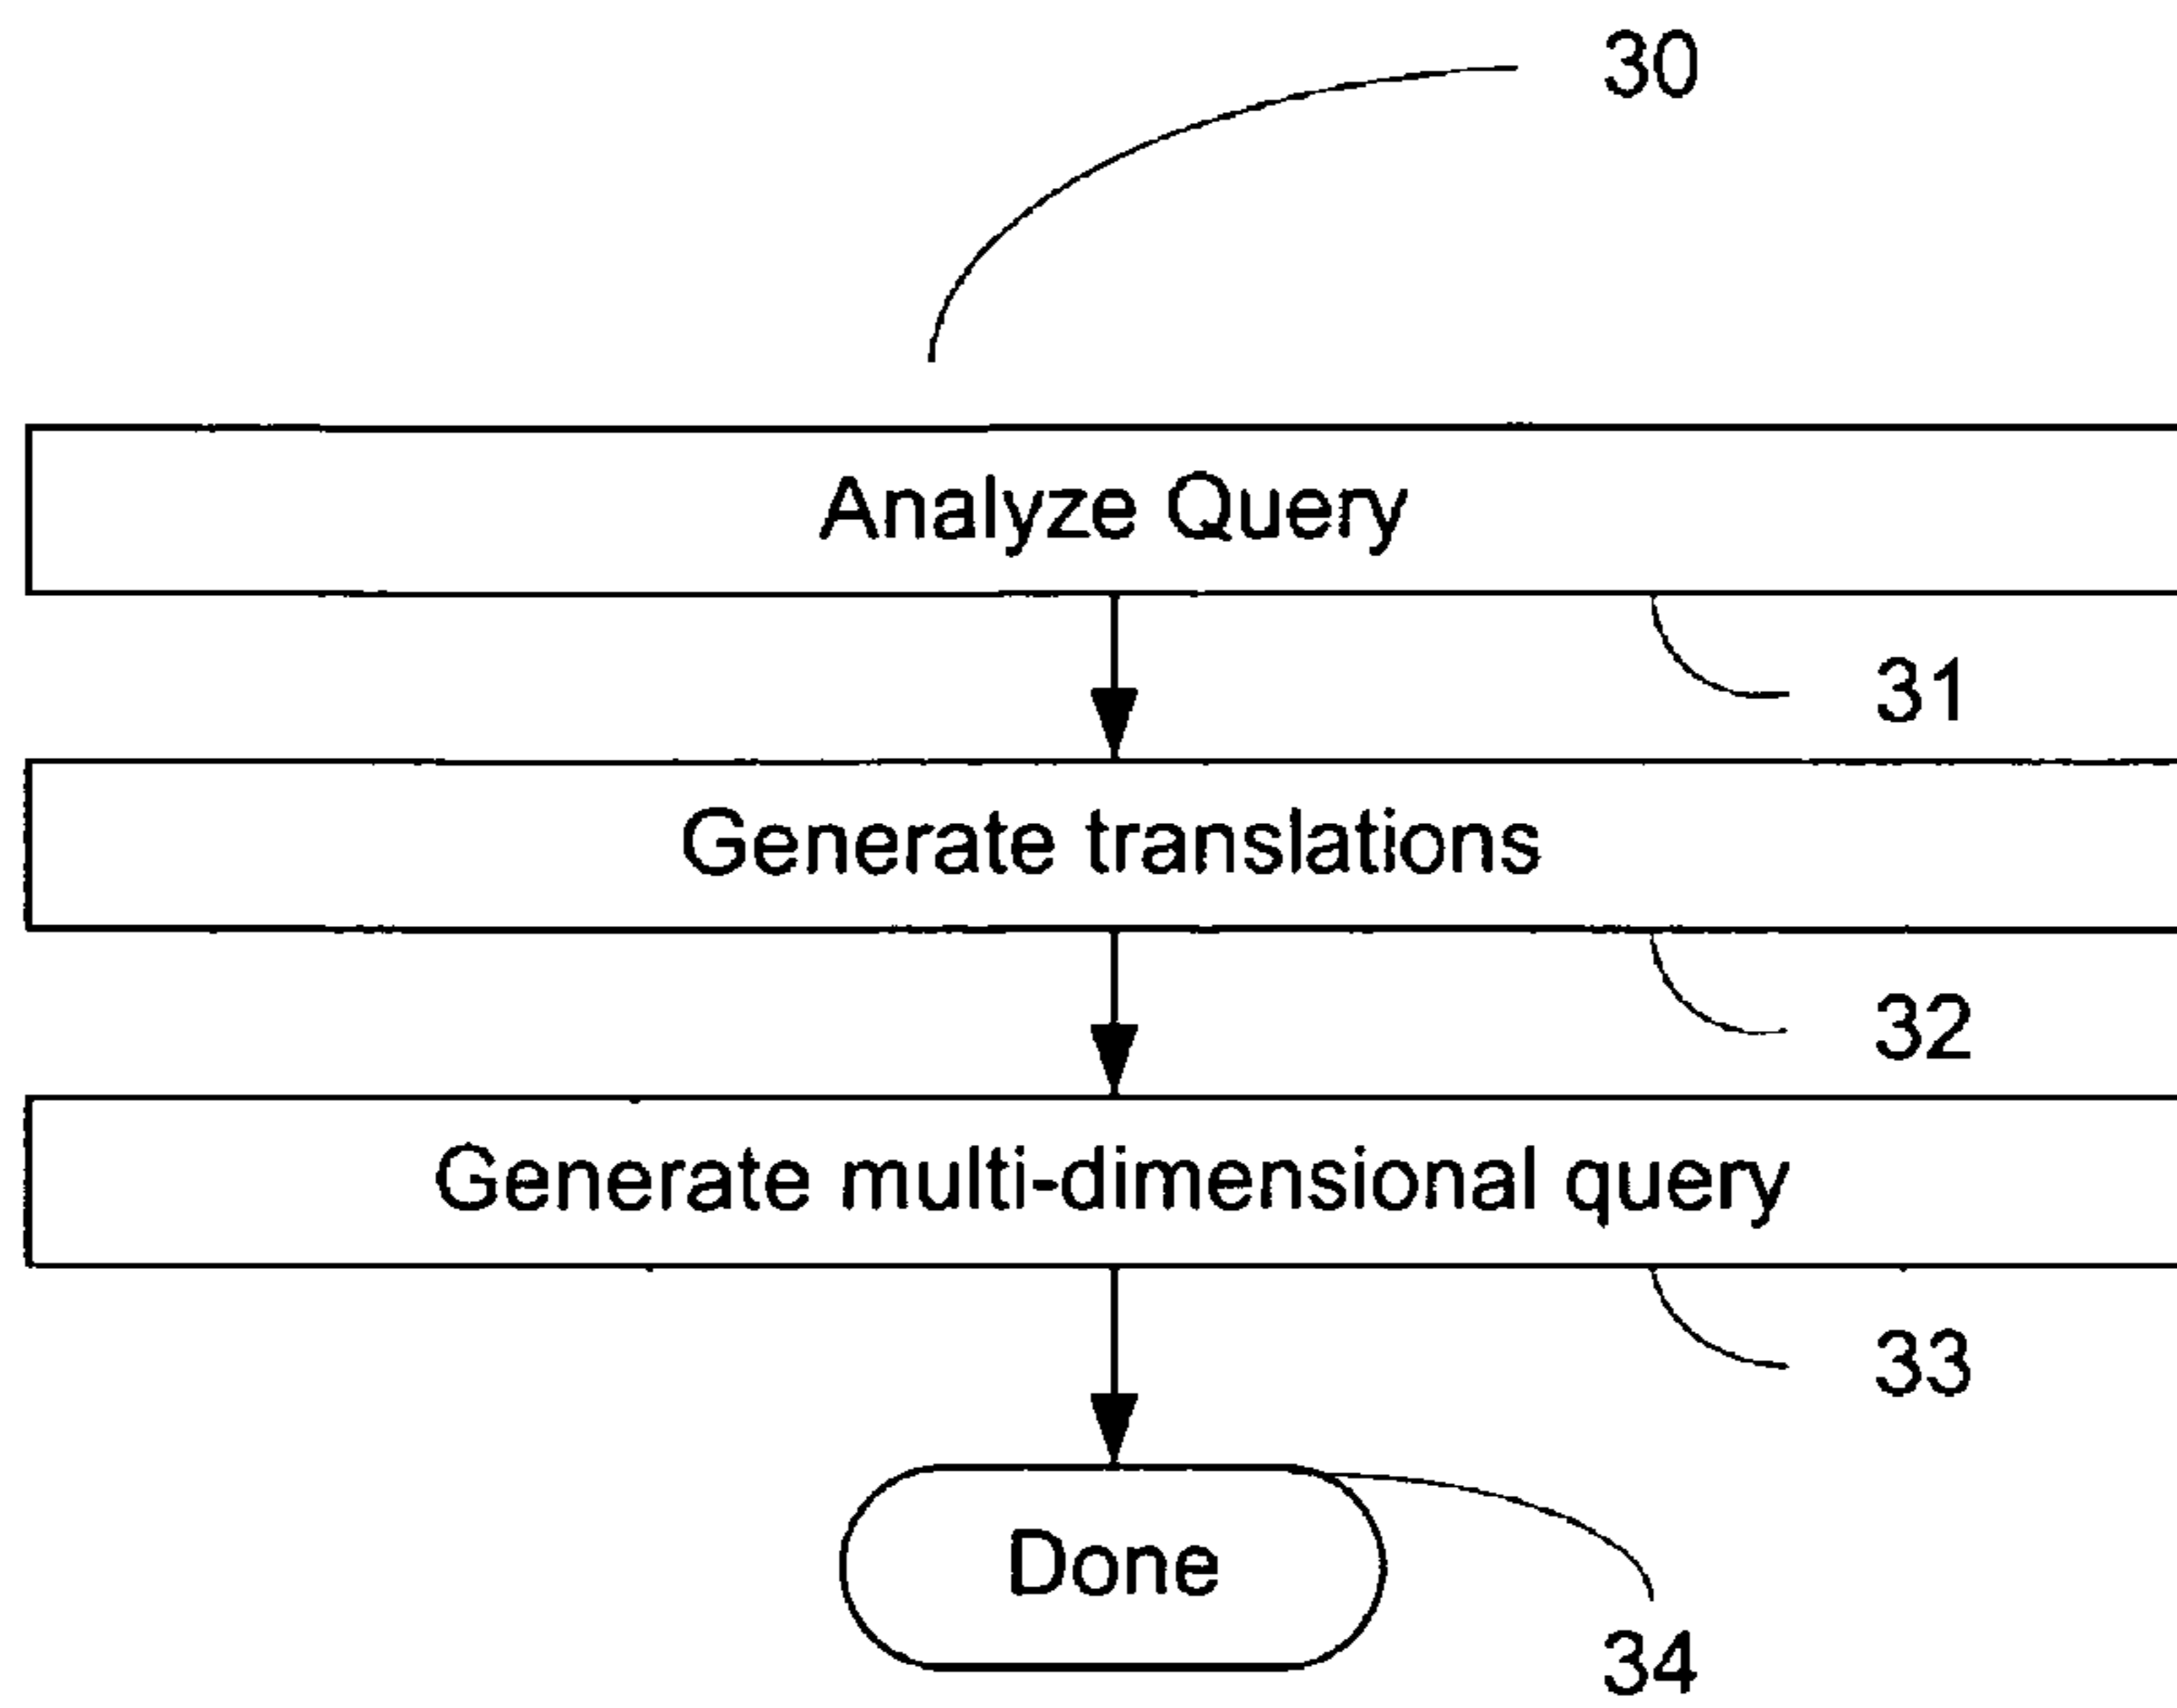 30
Analyze Query
31
Generate translations
32
Generate multi-dimensional query
33
Done
34